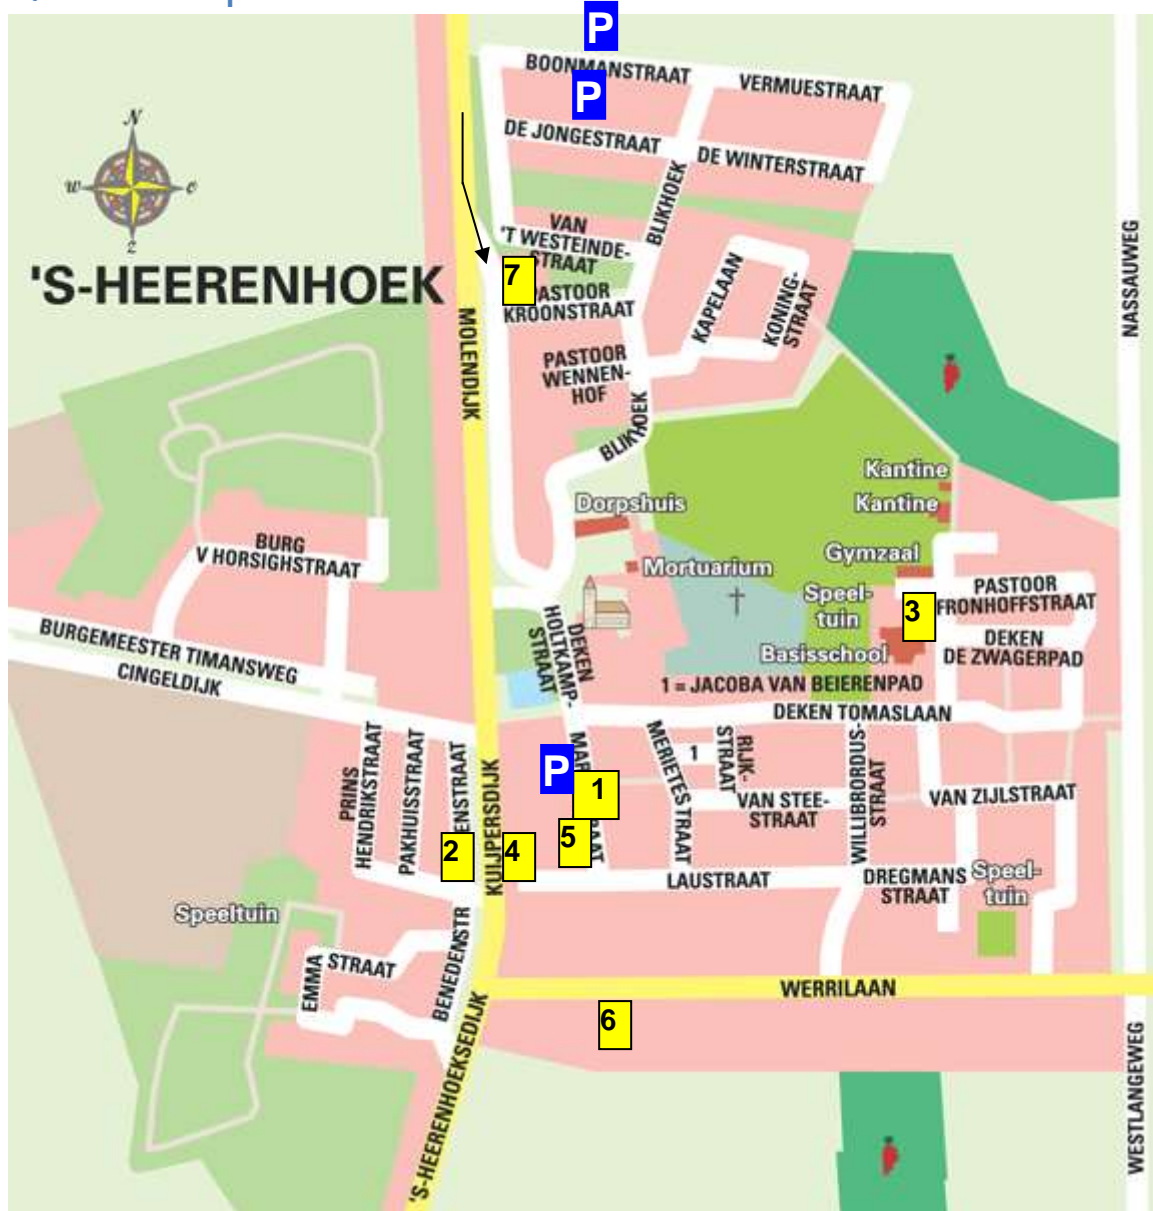 P
BOONMANSTRAAT
VERMUESTRAAT
P
N
W
O
Z
DE JONGESTRAAT
DE WINTERSTRAAT
BLIKHOEK
VAN
'T WESTEINDE-
STRAAT
'S-HEERENHOEK
7
PASTOOR
KROONSTRAAT
KAPELAAN
KONING-
STRAAT
NASSAUWEG
MOLENDIJK
PASTOOR
WENNEN-
HOF
BLIKHOEK
Kantine
Kantine
Dorpshuis
Gymzaal
BURG
V HORSIGHSTRAAT
Mortuarium
PASTOOR
FRONHOFFSTRAAT
Speel-
tuin
3
DEKEN
DE ZWAGERPAD
Basisschool
BURGEMEESTER TIMANSWEG
CINGELDIJK
DEKEN
HOLTKAMP-
STRAAT
1 = JACOBA VAN BEIERENPAD
DEKEN TOMASLAAN
PRINS
HENDRIKSTRAAT
PAKHUISSTRAAT
ENSTRAAT
KUIJPERSDIJK
P
MAR
RAAT
1
MERIETES TRAAT
1
RIJK-
STRAAT
VAN STEE-
STRAAT
WILLIBRORDUS-
STRAAT
VAN ZIJLSTRAAT
2
4
5
LAUSTRAAT
DREGMANS
STRAAT
Speel-
tuin
Speeltuin
EMMA
STRAAT
BENEDENSTR
WERRILAAN
6
'S-HEERENHOEKSEDIJK
WESTLANGEWEG